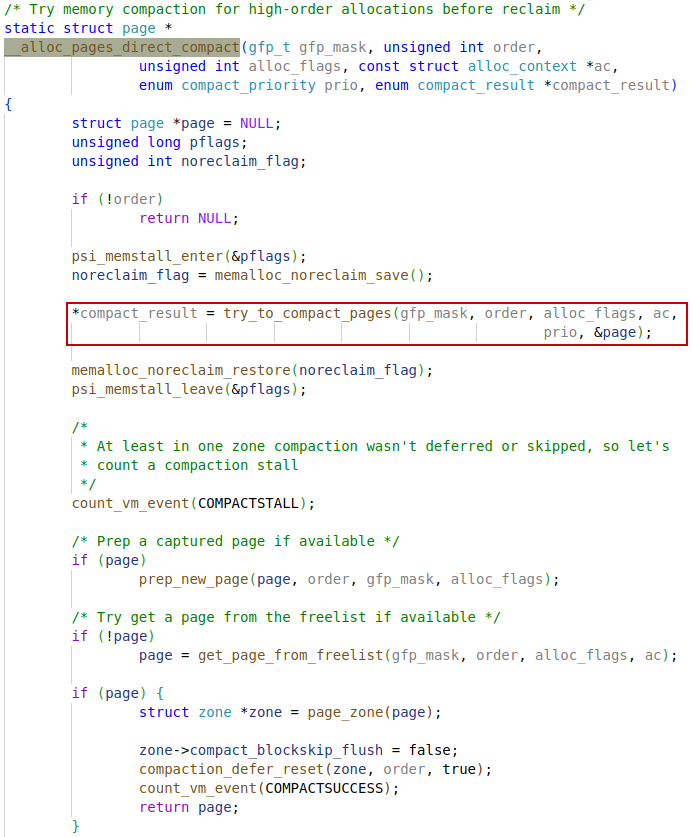 /* Try memory compaction for high-order allocations before reclaim */
static struct page *
__alloc_pages_direct_compact(gfp_t gfp_mask, unsigned int order,
		unsigned int alloc_flags, const struct alloc_context *ac,
		enum compact_priority prio, enum compact_result *compact_result)
{
	struct page *page = NULL;
	unsigned long pflags;
	unsigned int noreclaim_flag;

	if (!order)
		return NULL;

	psi_memstall_enter(&pflags);
	noreclaim_flag = memalloc_noreclaim_save();

	*compact_result = try_to_compact_pages(gfp_mask, order, alloc_flags, ac,
								prio, &page);

	memalloc_noreclaim_restore(noreclaim_flag);
	psi_memstall_leave(&pflags);

	/*
	 * At least in one zone compaction wasn't deferred or skipped, so let's
	 * count a compaction stall
	 */
	count_vm_event(COMPACTSTALL);

	/* Prep a captured page if available */
	if (page)
		prep_new_page(page, order, gfp_mask, alloc_flags);

	/* Try get a page from the freelist if available */
	if (!page)
		page = get_page_from_freelist(gfp_mask, order, alloc_flags, ac);

	if (page) {
		struct zone *zone = page_zone(page);

		zone->compact_blockskip_flush = false;
		compaction_defer_reset(zone, order, true);
		count_vm_event(COMPACTSUCCESS);
		return page;
	}